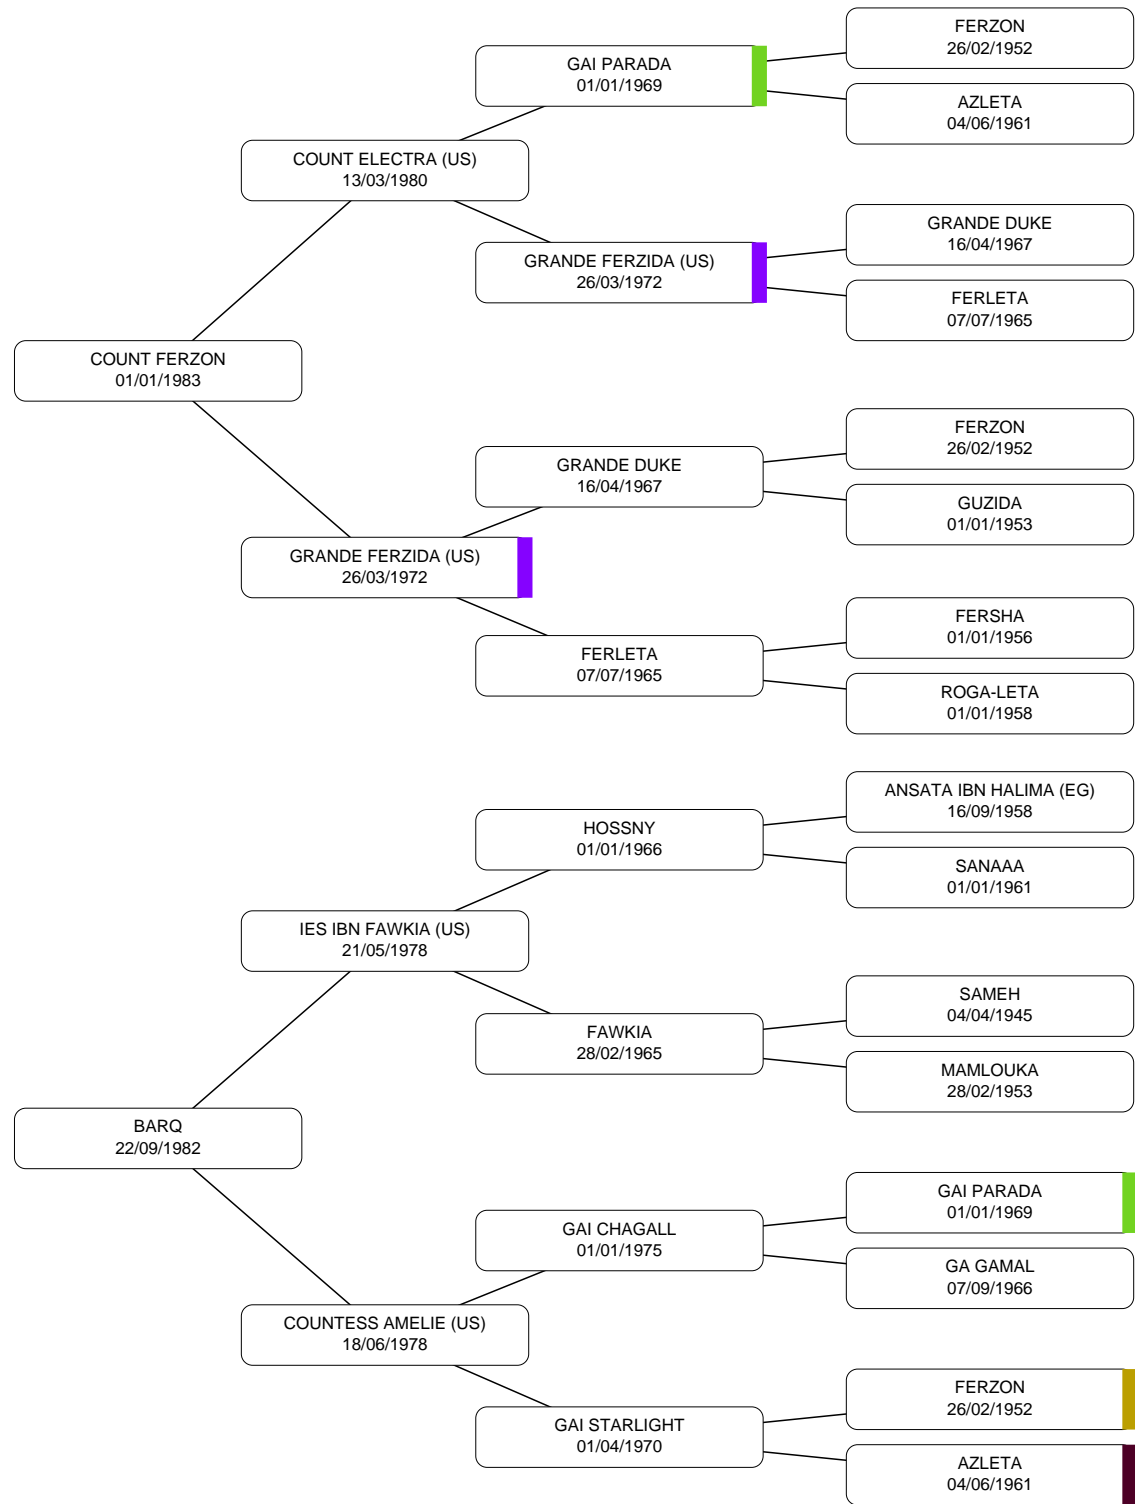 FERZON
26/02/1952
GAI PARADA
01/01/1969
AZLETA
04/06/1961
COUNT ELECTRA (US)
13/03/1980
GRANDE DUKE
16/04/1967
GRANDE FERZIDA (US)
26/03/1972
FERLETA
07/07/1965
COUNT FERZON
01/01/1983
FERZON
26/02/1952
GRANDE DUKE
16/04/1967
GUZIDA
01/01/1953
GRANDE FERZIDA (US)
26/03/1972
FERSHA
01/01/1956
FERLETA
07/07/1965
ROGA-LETA
01/01/1958
ANSATA IBN HALIMA (EG)
16/09/1958
HOSSNY
01/01/1966
SANAAA
01/01/1961
IES IBN FAWKIA (US)
21/05/1978
SAMEH
04/04/1945
FAWKIA
28/02/1965
MAMLOUKA
28/02/1953
BARQ
22/09/1982
GAI PARADA
01/01/1969
GAI CHAGALL
01/01/1975
GA GAMAL
07/09/1966
COUNTESS AMELIE (US)
18/06/1978
FERZON
26/02/1952
GAI STARLIGHT
01/04/1970
AZLETA
04/06/1961